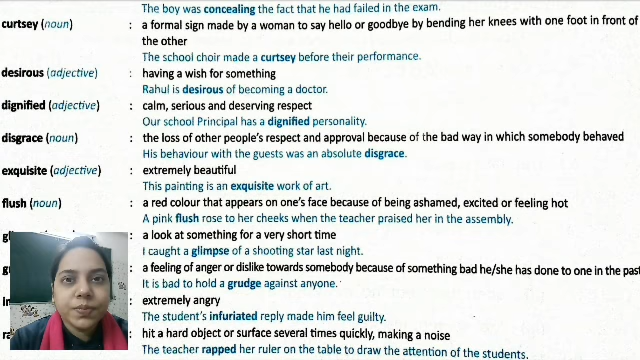 The boy was concealing the fact that he had failed in the exam.
curtsey (noun) : a formal sign made by a woman to say hello or goodbye by bending her knees with one foot in front of
the other
The school choir made a curtsey before their performance.
desirous (adjective) : having a wish for something
Rahul is desirous of becoming a doctor.
dignified (adjective) : calm, serious and deserving respect
Our school Principal has a dignified personality.
disgrace (noun) : the loss of other people's respect and approval because of the bad way in which somebody behaved
His behaviour with the guests was an absolute disgrace.
exquisite (adjective) : extremely beautiful
This painting is an exquisite work of art.
flush (noun) : a red colour that appears on one's face because of being ashamed, excited or feeling hot
A pink flush rose to her cheeks when the teacher praised her in the assembly.
: a look at something for a very short time
I caught a glimpse of a shooting star last night.
: a feeling of anger or dislike towards somebody because of something bad he/she has done to one in the past
It is bad to hold a grudge against anyone.
: extremely angry
The student's infuriated reply made him feel guilty.
: hit a hard object or surface several times quickly, making a noise
The teacher rapped her ruler on the table to draw the attention of the students.